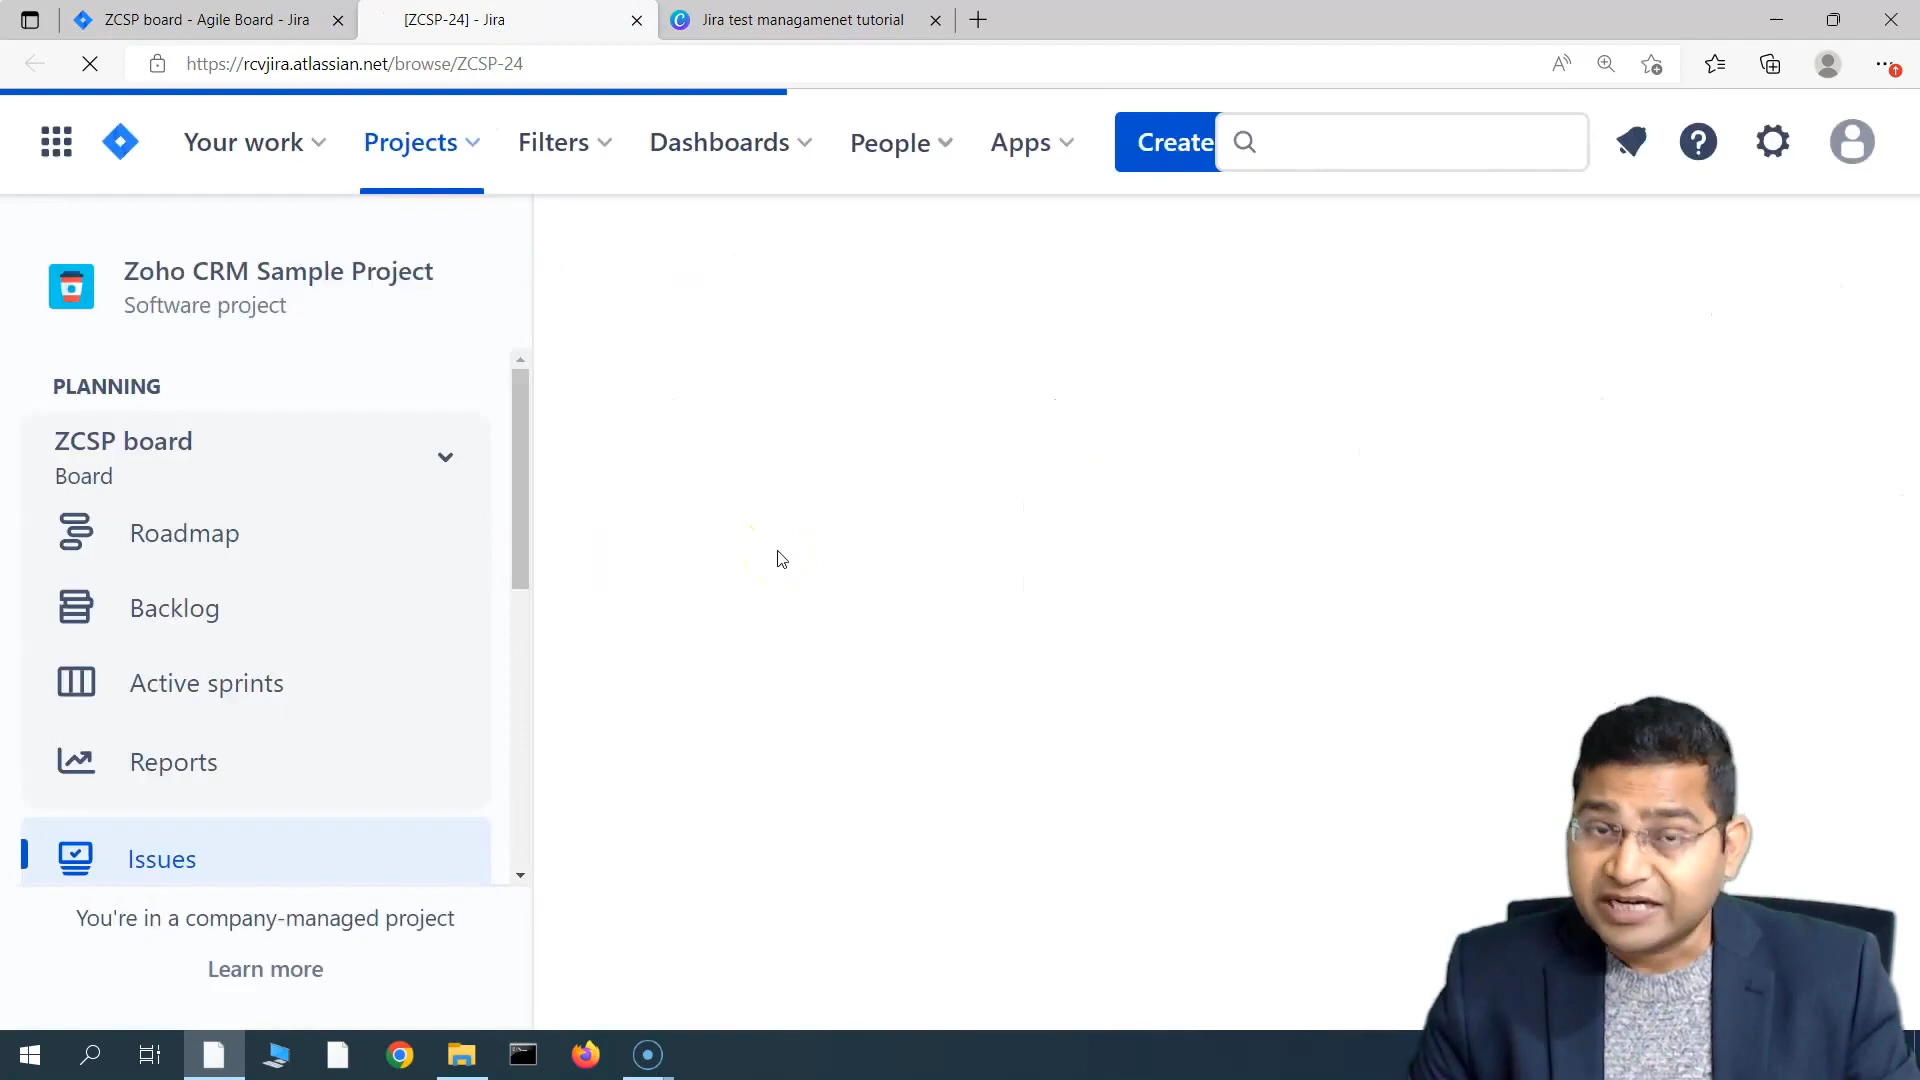 ZCSP board - Agile Board - Jira
[ZCSP-24] - Jira
Jira test managamenet tutorial
https://rcvjira.atlassian.net/browse/ZCSP-24
Your work
Projects
Filters
Dashboards
People
Apps
Create
Zoho CRM Sample Project
Software project
PLANNING
ZCSP board
Board
Roadmap
Backlog
Active sprints
Reports
Issues
You're in a company-managed project
Learn more